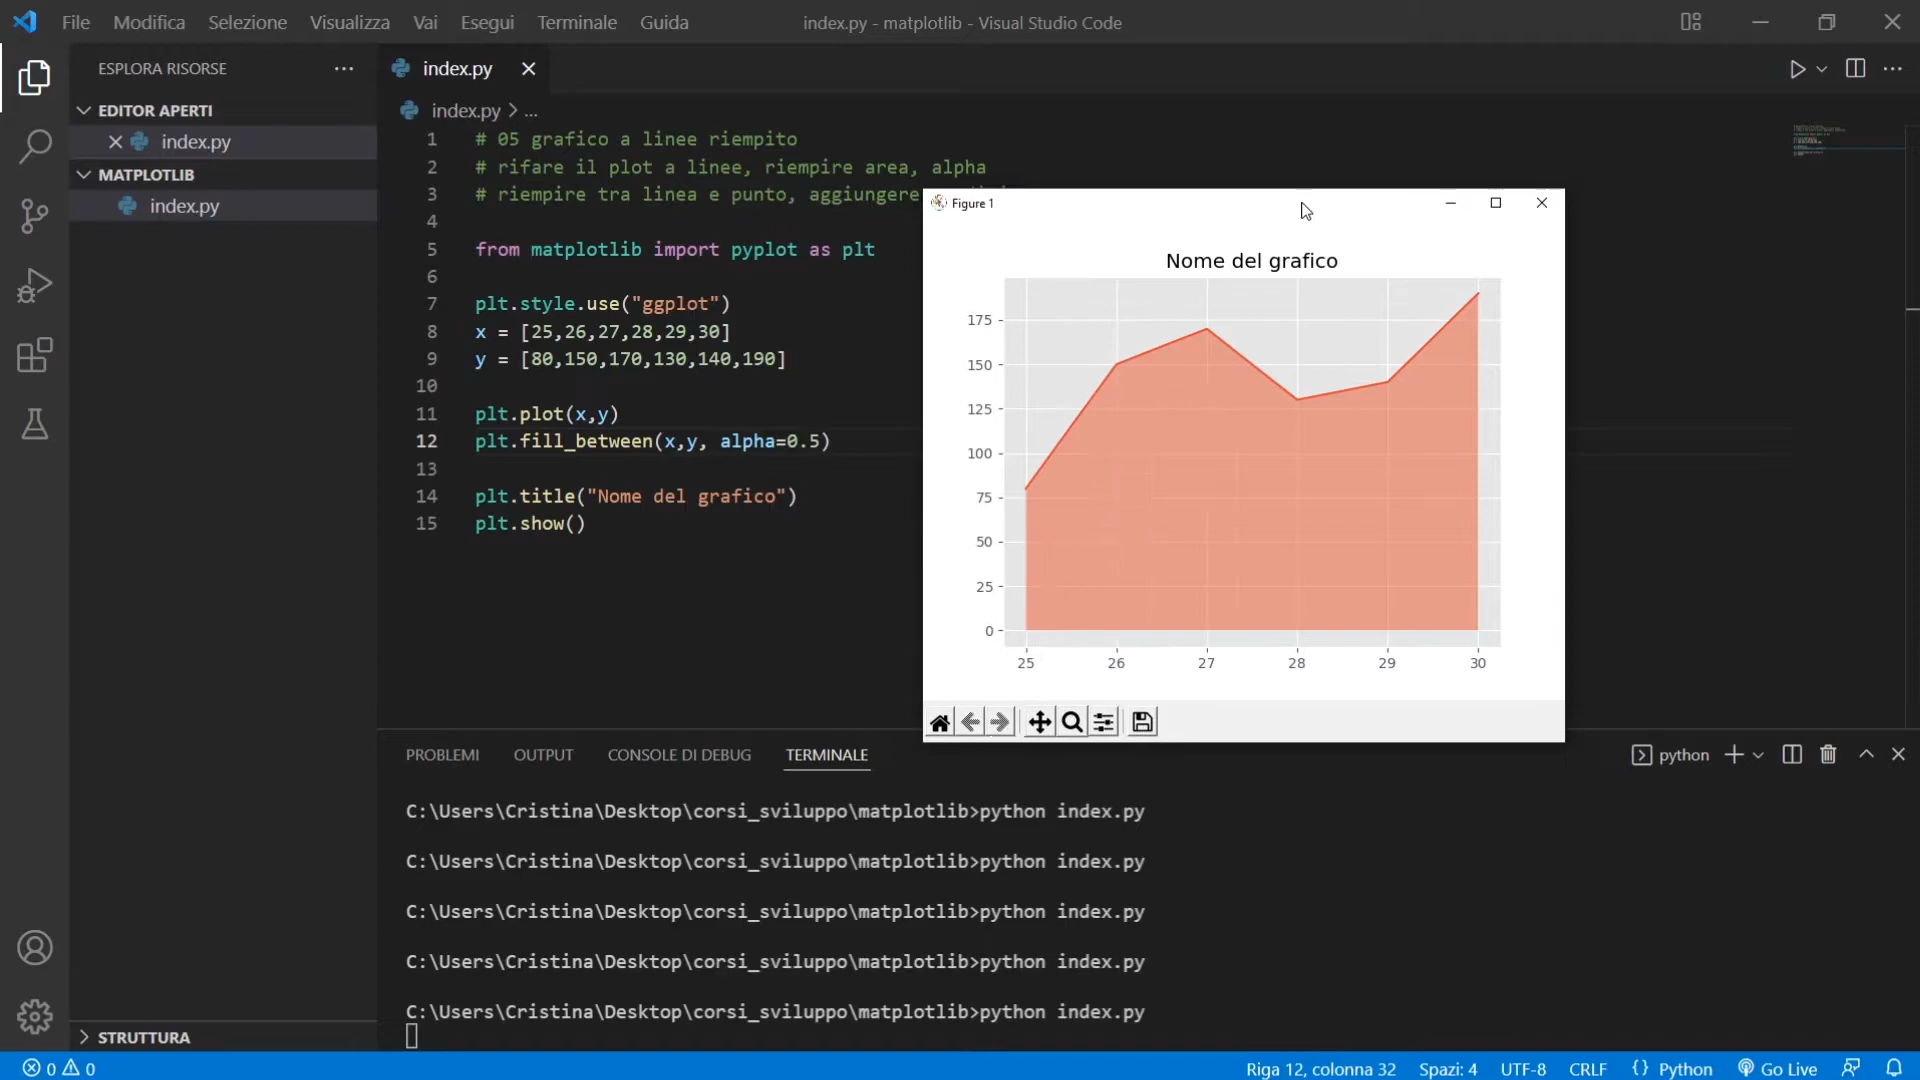 File Modifica Selezione Visualizza Vai Esegui Terminale Guida index.py - matplotlib - Visual Studio Code
ESPLORA RISORSE
EDITOR APERTI
index.py
MATPLOTLIB
index.py
STRUTTURA
index.py
index.py > ...
1 # 05 grafico a linee riempito
2 # rifare il plot a linee, riempire area, alpha
3 # riempire tra linea e punto, aggiungere
4
5 from matplotlib import pyplot as plt
6
7 plt.style.use("ggplot")
8 x = [25,26,27,28,29,30]
9 y = [80,150,170,130,140,190]
10
11 plt.plot(x,y)
12 plt.fill_between(x,y, alpha=0.5)
13
14 plt.title("Nome del grafico")
15 plt.show()
Figure 1
Nome del grafico
175
150
125
100
75
50
25
0
25 26 27 28 29 30
PROBLEMI OUTPUT CONSOLE DI DEBUG TERMINALE python
C:\Users\Cristina\Desktop\corsi_sviluppo\matplotlib>python index.py
C:\Users\Cristina\Desktop\corsi_sviluppo\matplotlib>python index.py
C:\Users\Cristina\Desktop\corsi_sviluppo\matplotlib>python index.py
C:\Users\Cristina\Desktop\corsi_sviluppo\matplotlib>python index.py
C:\Users\Cristina\Desktop\corsi_sviluppo\matplotlib>python index.py
0 0 Riga 12, colonna 32 Spazi: 4 UTF-8 CRLF {} Python Go Live